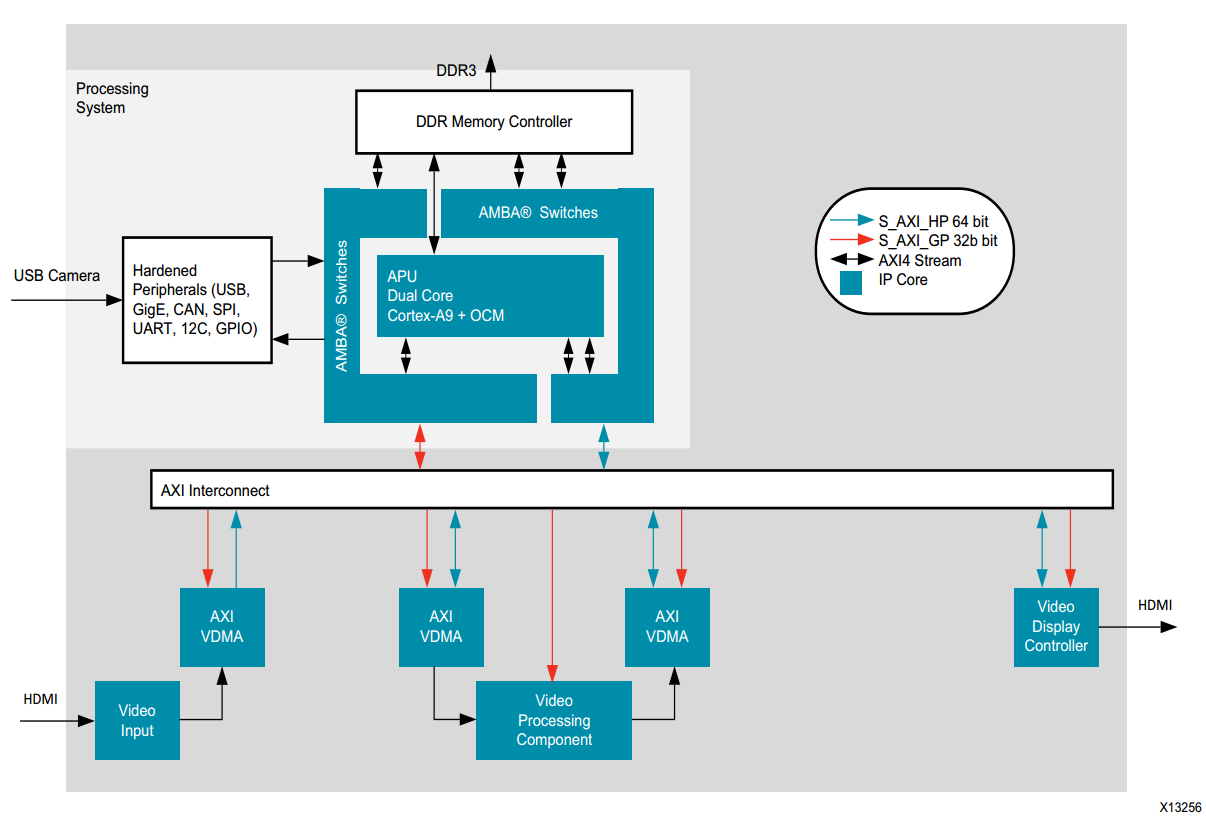 DDR3
Processing
System
DDR Memory Controller
AMBA® Switches
S_AXI_HP 64 bit
S_AXI_GP 32b bit
AXI4 Stream
IP Core
AMBA® Switches
USB Camera
Hardened
Peripherals (USB,
GigE, CAN, SPI,
UART, 12C, GPIO)
APU
Dual Core
Cortex-A9 + OCM
AXI Interconnect
AXI
VDMA
AXI
VDMA
AXI
VDMA
Video
Display
Controller
HDMI
HDMI
Video
Input
Video
Processing
Component
X13256